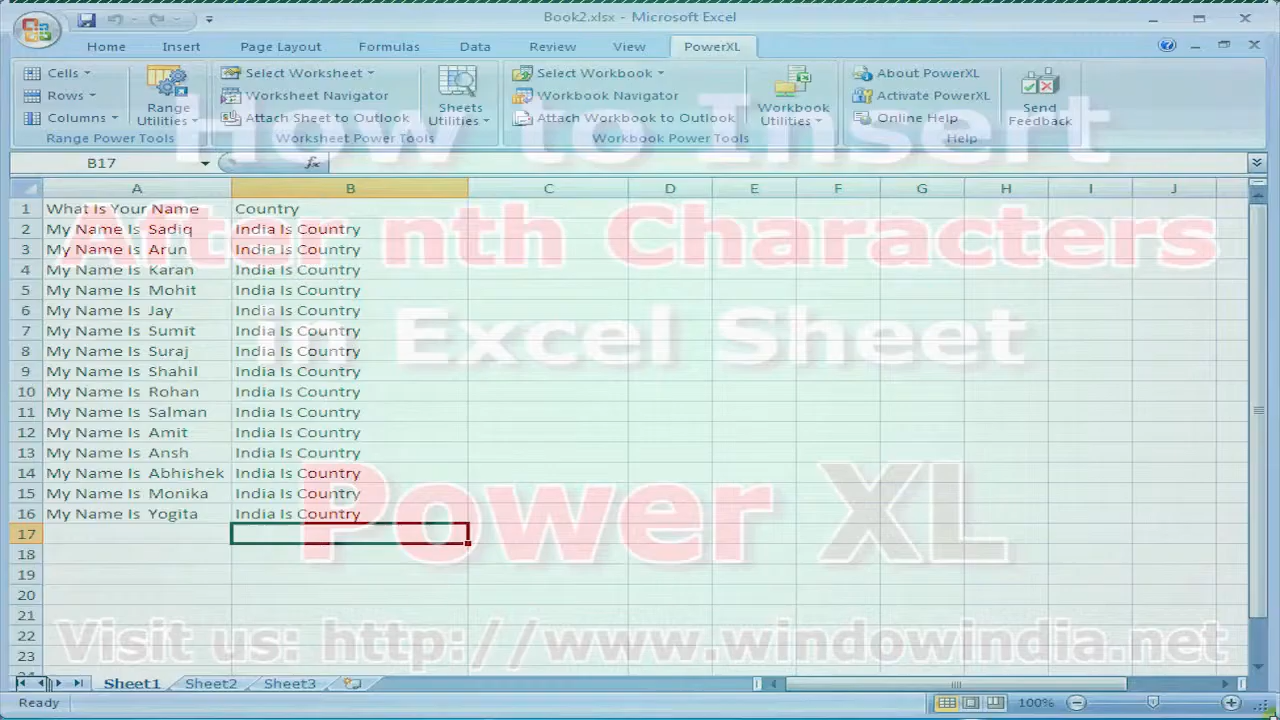 Book2.xlsx - Microsoft Excel
Home Insert Page Layout Formulas Data Review View PowerXL
Cells Select Worksheet Select Workbook About PowerXL
Rows Worksheet Navigator Workbook Navigator Activate PowerXL
Columns Attach Sheet to Outlook Attach Workbook to Outlook Online Help
Range Utilities Sheets Utilities Workbook Utilities Send Feedback
Range Power Tools Worksheet Power Tools Workbook Power Tools Help
How to Insert
After nth Characters
in Excel Sheet
Power XL
Visit us: http://www.windowindia.net
B17 fx
A B C D E F G H I J
1 What Is Your Name Country
2 My Name Is Sadiq India Is Country
3 My Name Is Arun India Is Country
4 My Name Is Karan India Is Country
5 My Name Is Mohit India Is Country
6 My Name Is Jay India Is Country
7 My Name Is Sumit India Is Country
8 My Name Is Suraj India Is Country
9 My Name Is Shahil India Is Country
10 My Name Is Rohan India Is Country
11 My Name Is Salman India Is Country
12 My Name Is Amit India Is Country
13 My Name Is Ansh India Is Country
14 My Name Is Abhishek India Is Country
15 My Name Is Monika India Is Country
16 My Name Is Yogita India Is Country
17
18
19
20
21
22
23
Sheet1 Sheet2 Sheet3
Ready 100%